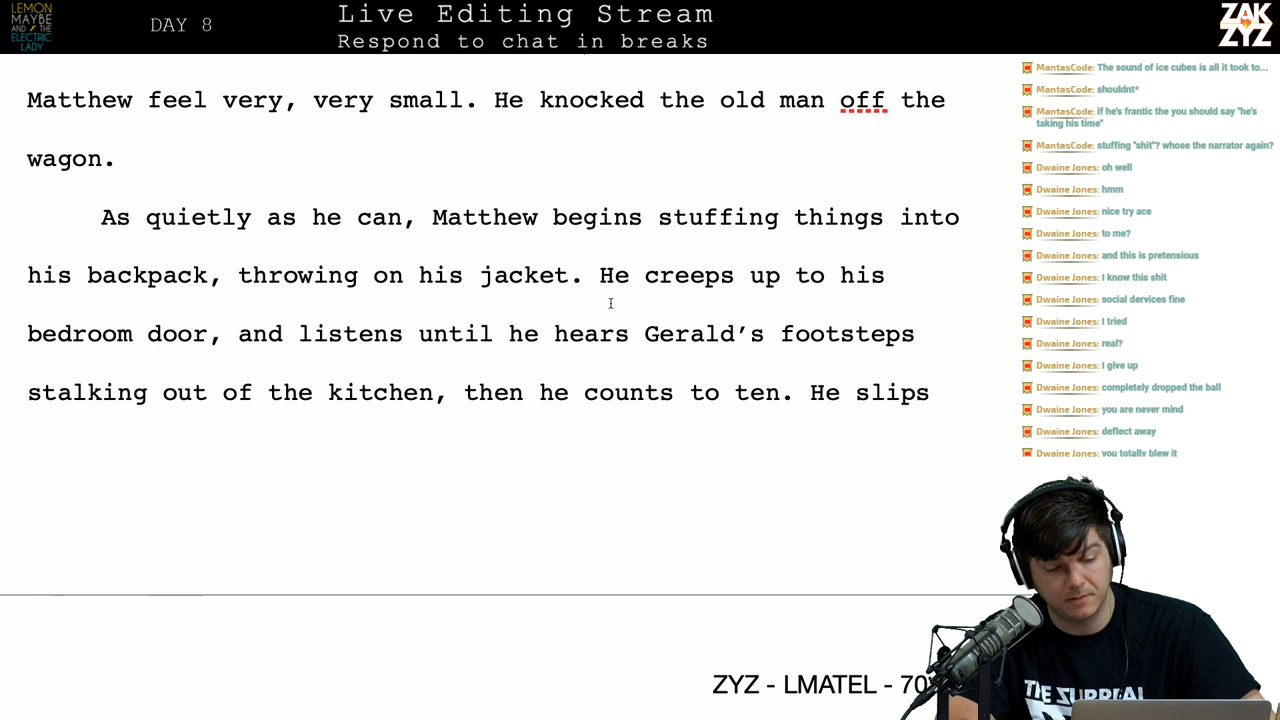 LEMON
MAYBE
AND THE
ELECTRIC
LADY
DAY 8
Live Editing Stream
Respond to chat in breaks
ZAK
ZYZ
Matthew feel very, very small. He knocked the old man off the
wagon.
As quietly as he can, Matthew begins stuffing things into
his backpack, throwing on his jacket. He creeps up to his
bedroom door, and listens until he hears Gerald’s footsteps
stalking out of the kitchen, then he counts to ten. He slips
ZYZ - LMATEL - 70
MantasCode: The sound of ice cubes is all it took to...
MantasCode: shouldnt*
MantasCode: if he's frantic the you should say "he's
taking his time"
MantasCode: stuffing "shit"? whose the narrator again?
Dwaine Jones: oh well
Dwaine Jones: hmm
Dwaine Jones: nice try ace
Dwaine Jones: to me?
Dwaine Jones: and this is pretensious
Dwaine Jones: I know this shit
Dwaine Jones: social dervices fine
Dwaine Jones: I tried
Dwaine Jones: real?
Dwaine Jones: I give up
Dwaine Jones: completely dropped the ball
Dwaine Jones: you are never mind
Dwaine Jones: deflect away
Dwaine Jones: you totally blew it
THE SURREAL